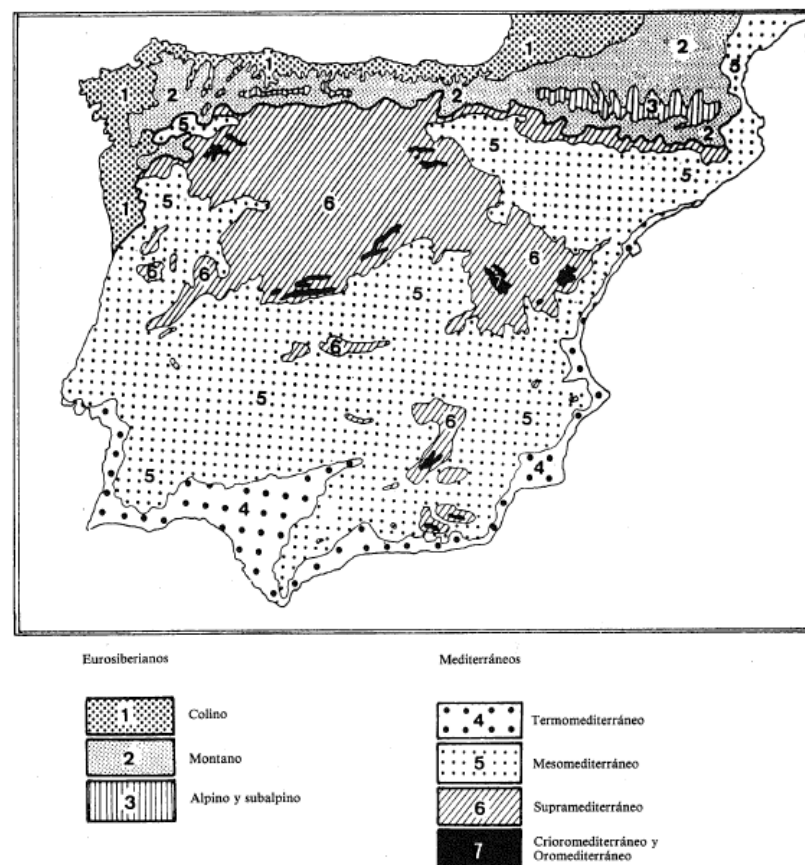 1
1
2
1
2
2
3
5
2
5
5
5
1
5
6
6
6
6
5
6
5
5
6
5
4
5
4
Eurosiberianos
Mediterráneos
1 Colino
2 Montano
3 Alpino y subalpino
4 Termomediterráneo
5 Mesomediterráneo
6 Supramediterráneo
7 Crioromediterráneo y
Oromediterráneo